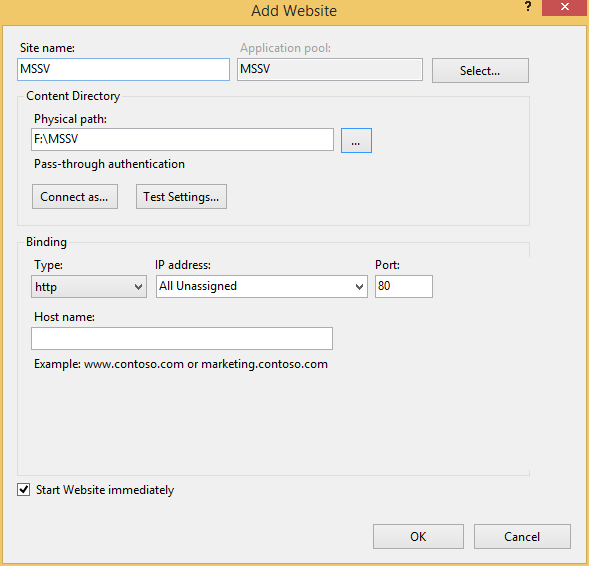 Add Website
?
Site name:
Application pool:
MSSV
MSSV
Select...
Content Directory
Physical path:
F:\MSSV
...
Pass-through authentication
Connect as...
Test Settings...
Binding
Type:
IP address:
Port:
http
All Unassigned
80
Host name:
Example: www.contoso.com or marketing.contoso.com
Start Website immediately
OK
Cancel